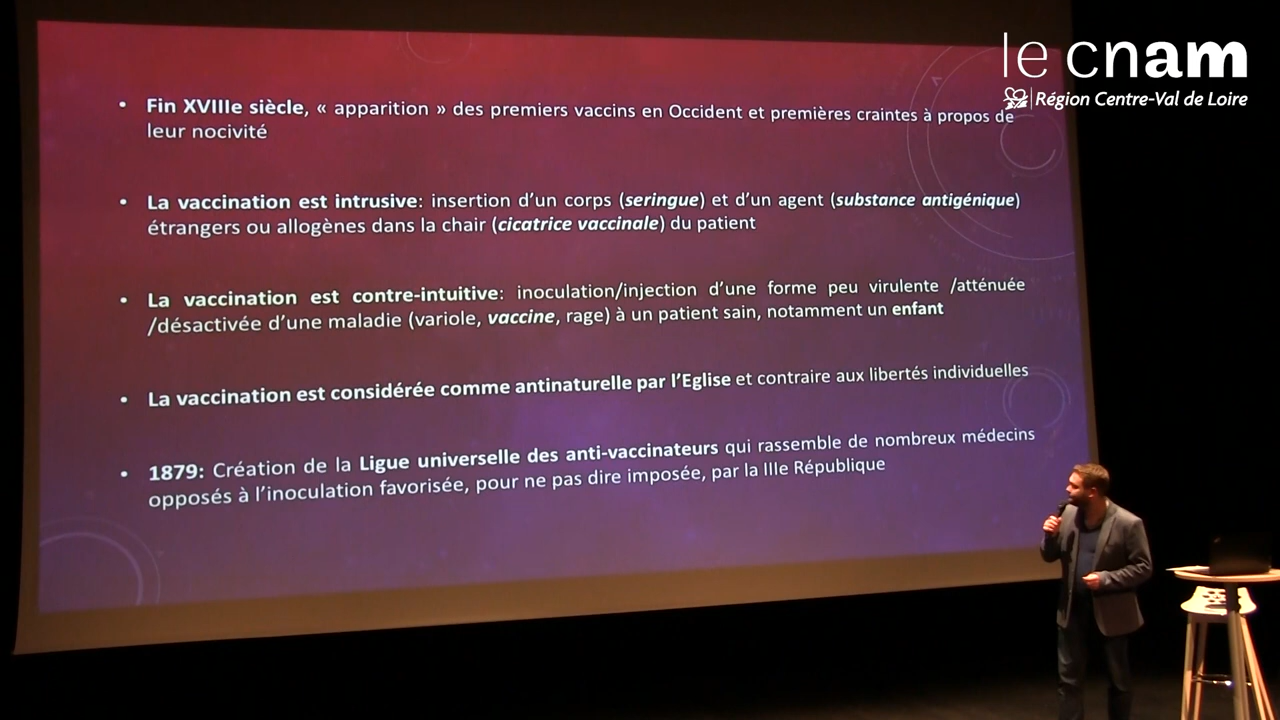 le cnam
Région Centre-Val de Loire
• Fin XVIIIe siècle, « apparition » des premiers vaccins en Occident et premières craintes à propos de
leur nocivité
• La vaccination est intrusive: insertion d’un corps (seringue) et d’un agent (substance antigénique)
étrangers ou allogènes dans la chair (cicatrice vaccinale) du patient
• La vaccination est contre-intuitive: inoculation/injection d’une forme peu virulente /atténuée
/désactivée d’une maladie (variole, vaccine, rage) à un patient sain, notamment un enfant
• La vaccination est considérée comme antinaturelle par l’Eglise et contraire aux libertés individuelles
• 1879: Création de la Ligue universelle des anti-vaccinateurs qui rassemble de nombreux médecins
opposés à l’inoculation favorisée, pour ne pas dire imposée, par la IIIe République